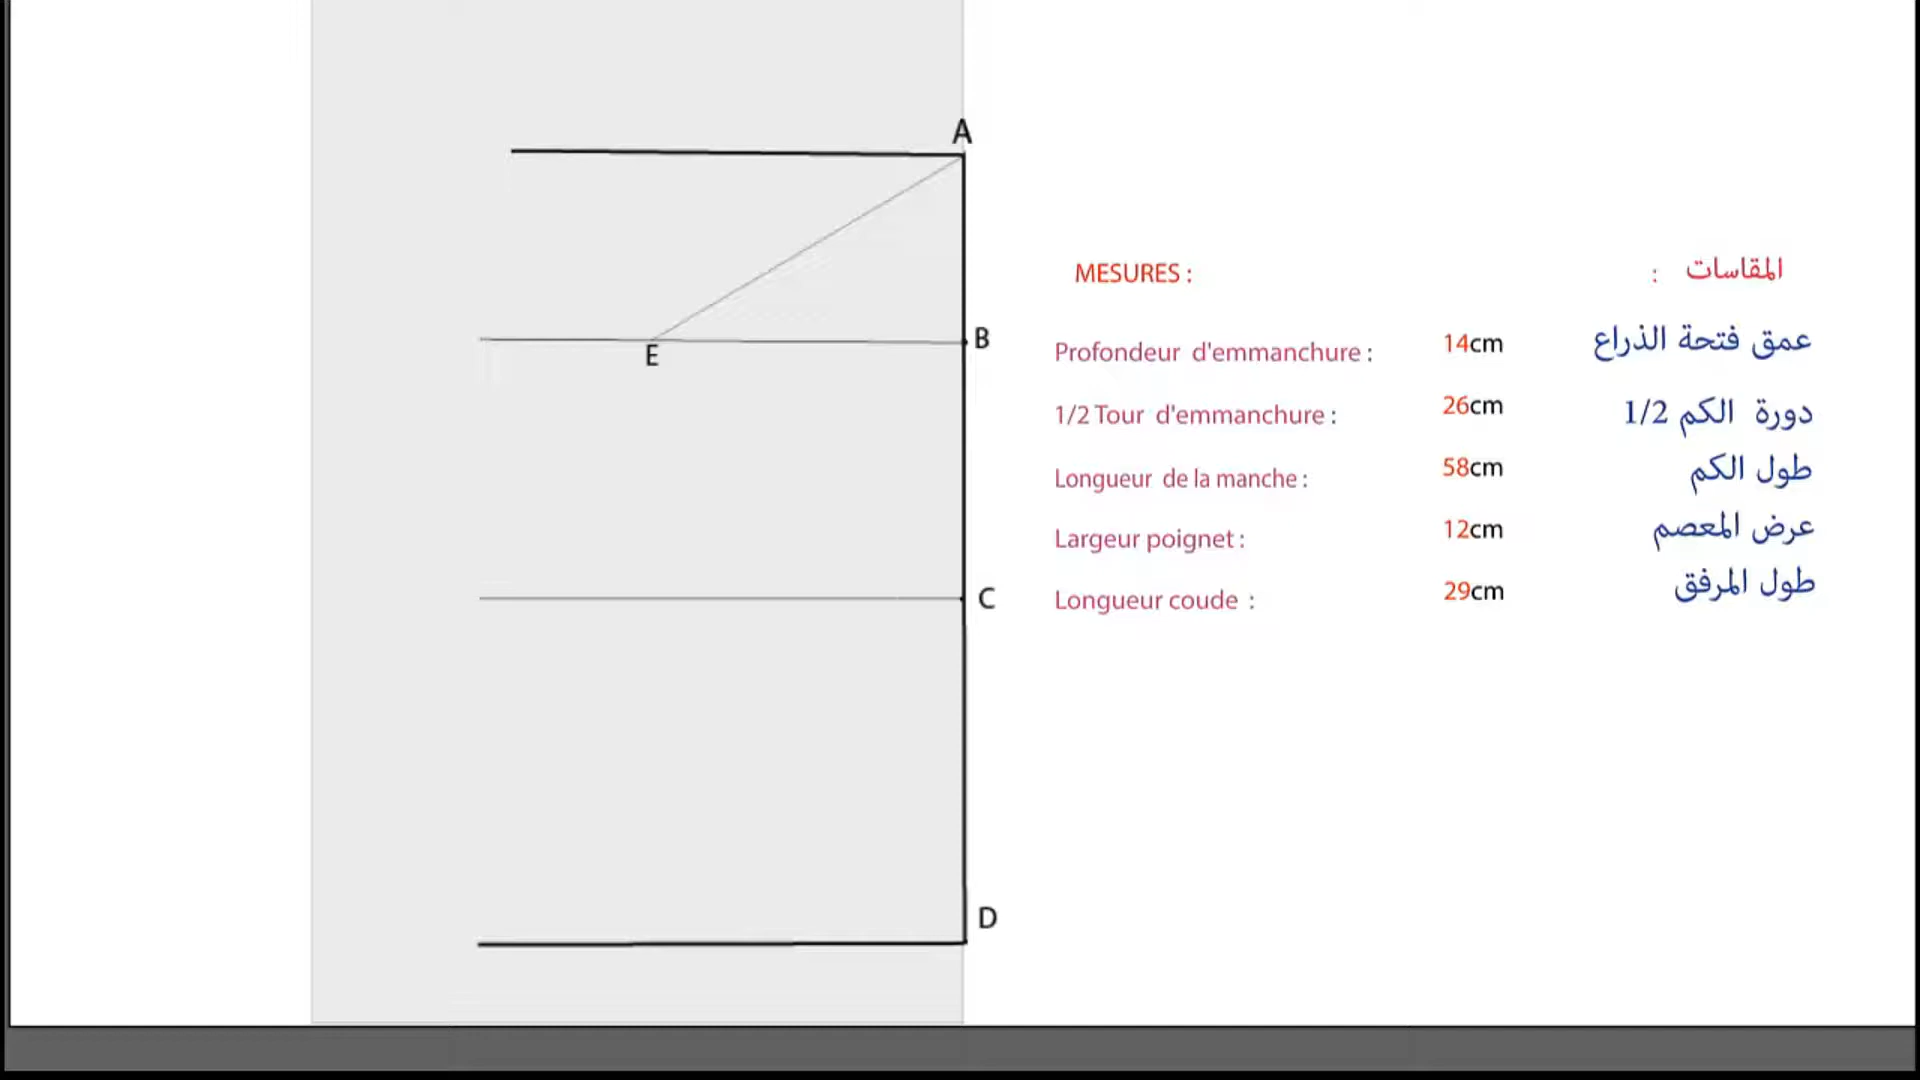 A
B
E
C
D
MESURES :
المقاسات :
Profondeur d'emmanchure : 14cm عمق فتحة الذراع
1/2 Tour d'emmanchure : 26cm دورة الكم 1/2
Longueur de la manche : 58cm طول الكم
Largeur poignet : 12cm عرض المعصم
Longueur coude : 29cm طول المرفق